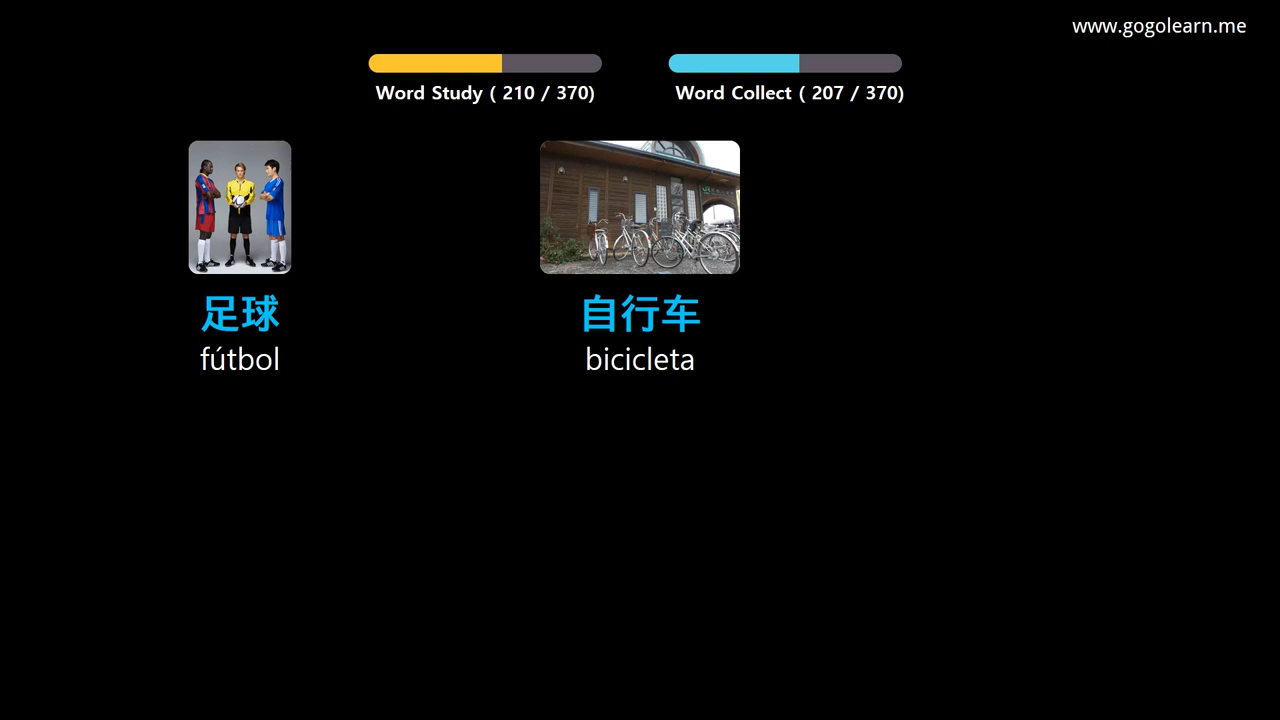 www.gogolearn.me
Word Study ( 210 / 370)
Word Collect ( 207 / 370)
足球
fútbol
自行车
bicicleta